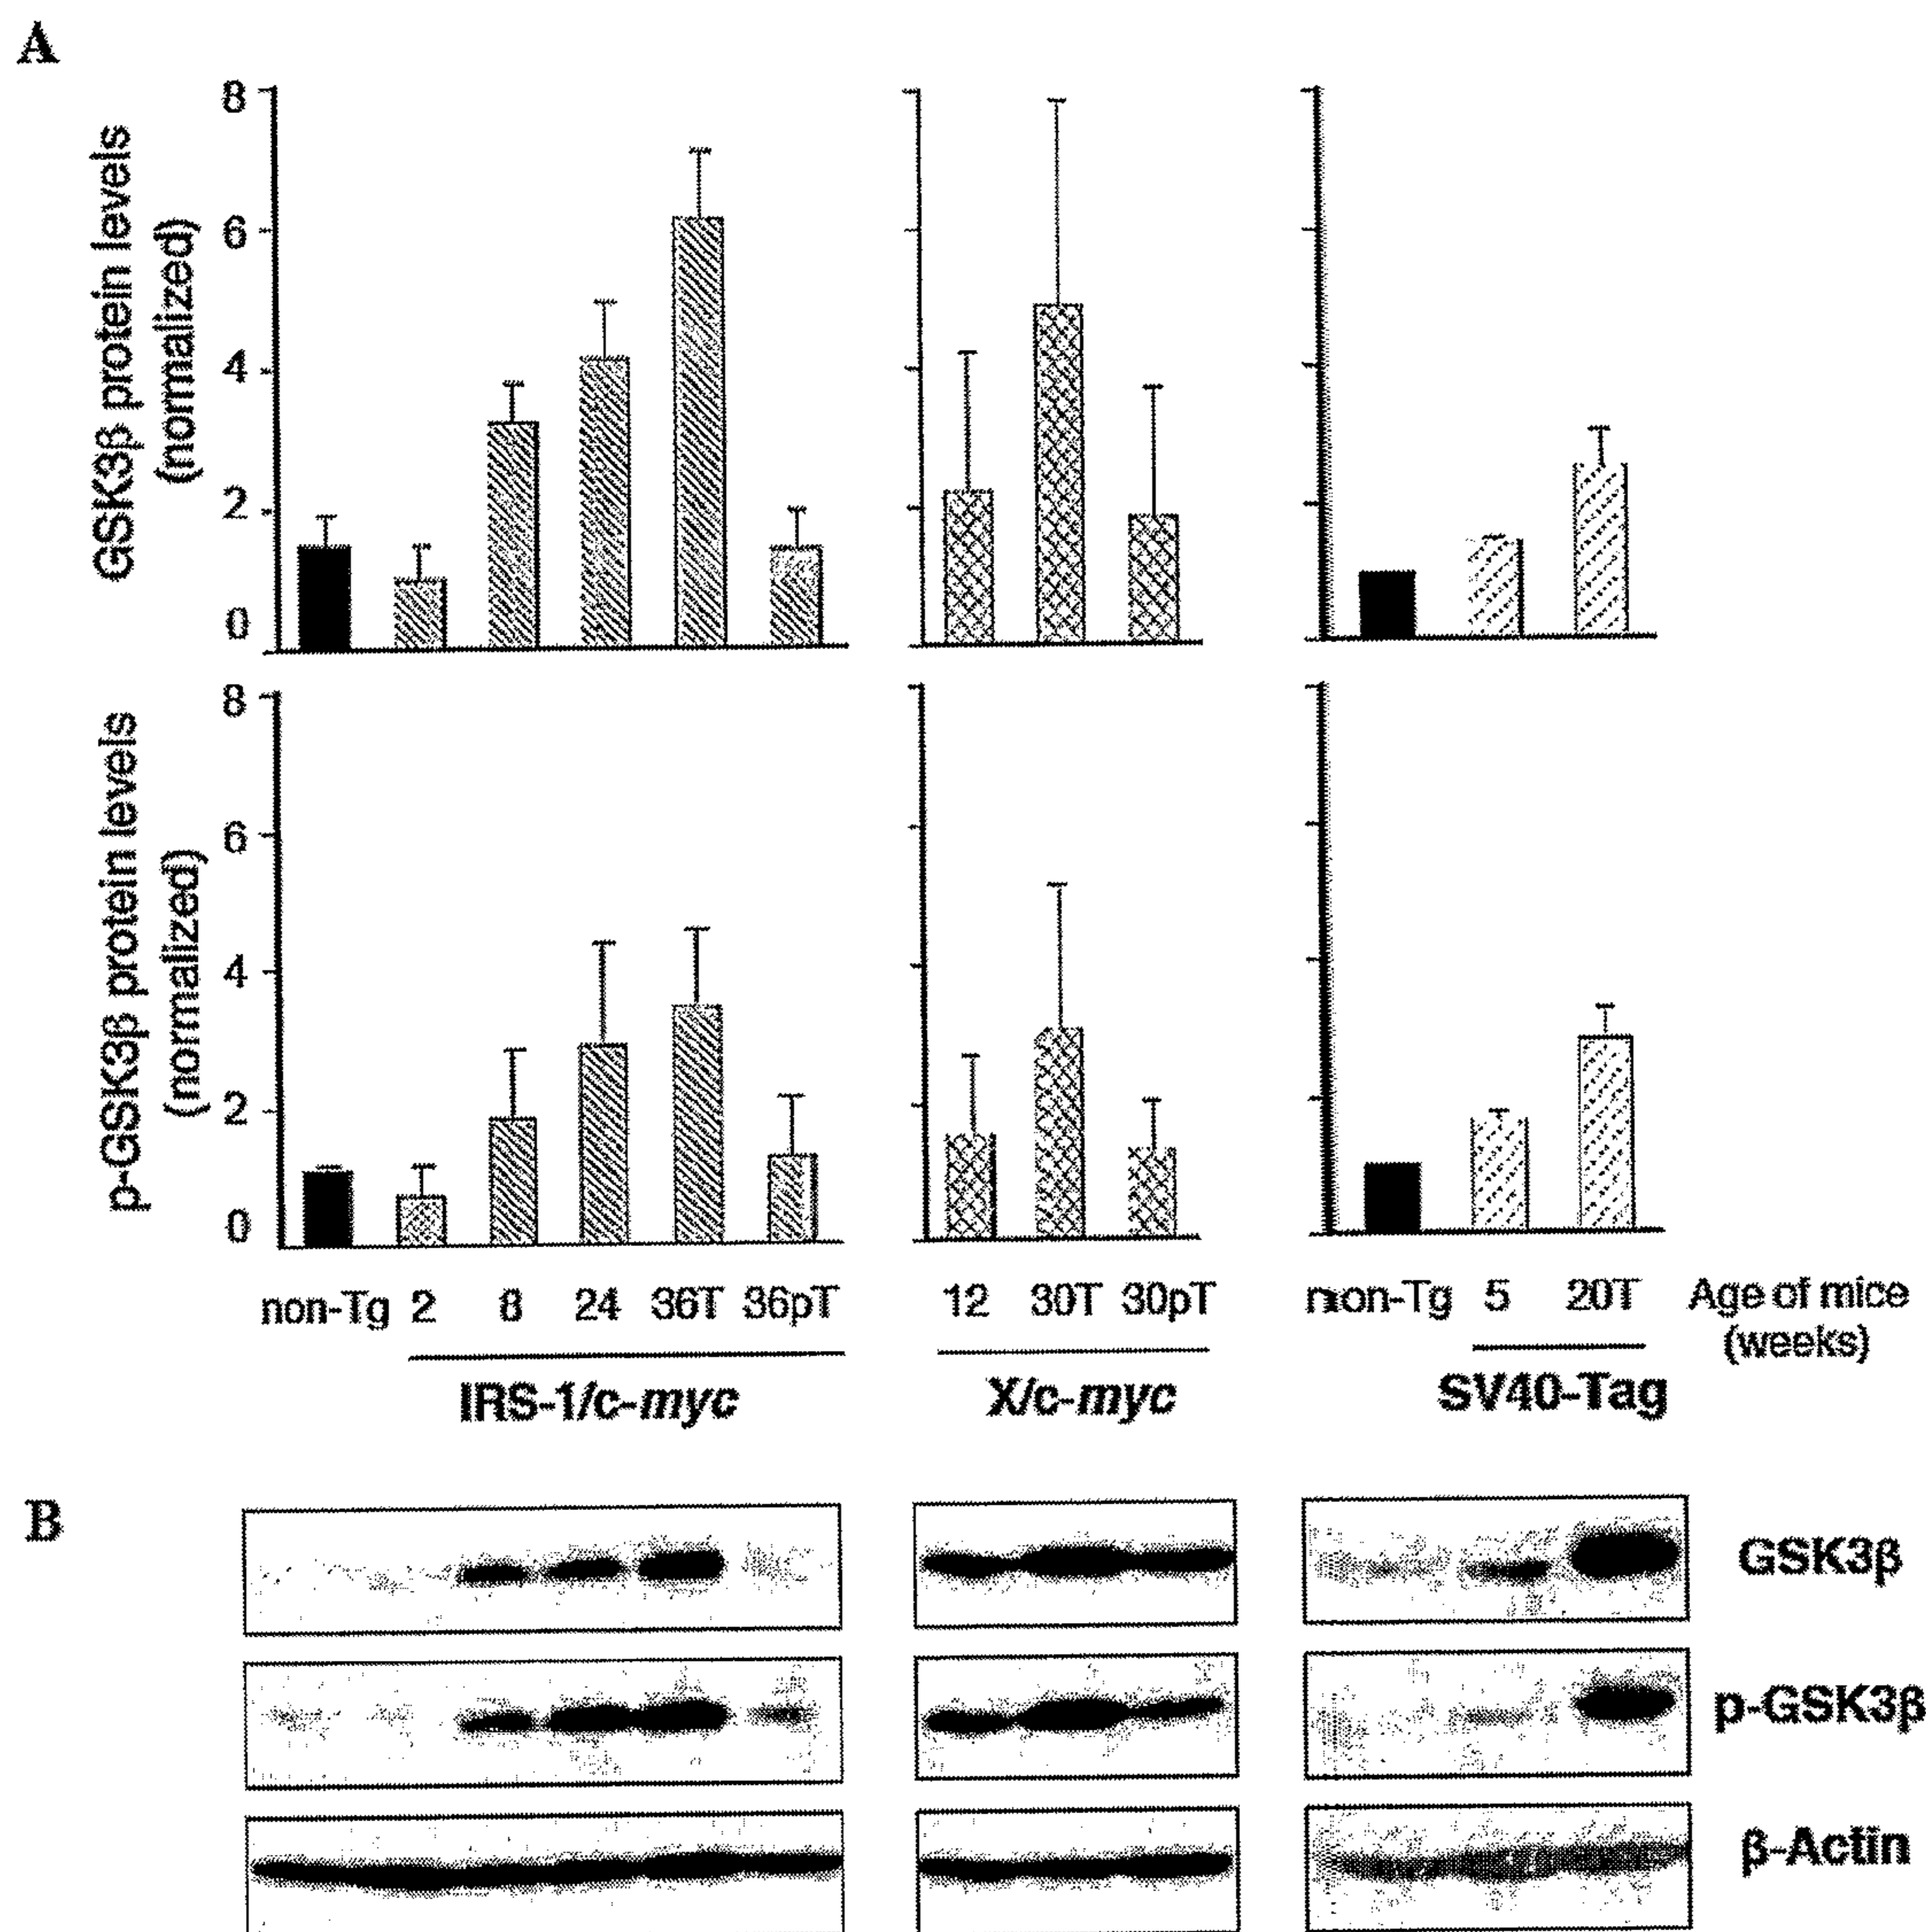 A
GSK3β protein levels
(normalized)
8
6
4
2
0
p-GSK3β protein levels
(normalized)
8
6
4
2
0
non-Tg 2 8 24 36T 36pT 12 30T 30pT non-Tg 5 20T Age of mice
(weeks)
IRS-1/c-myc X/c-myc SV40-Tag
B
GSK3β
p-GSK3β
β-Actin